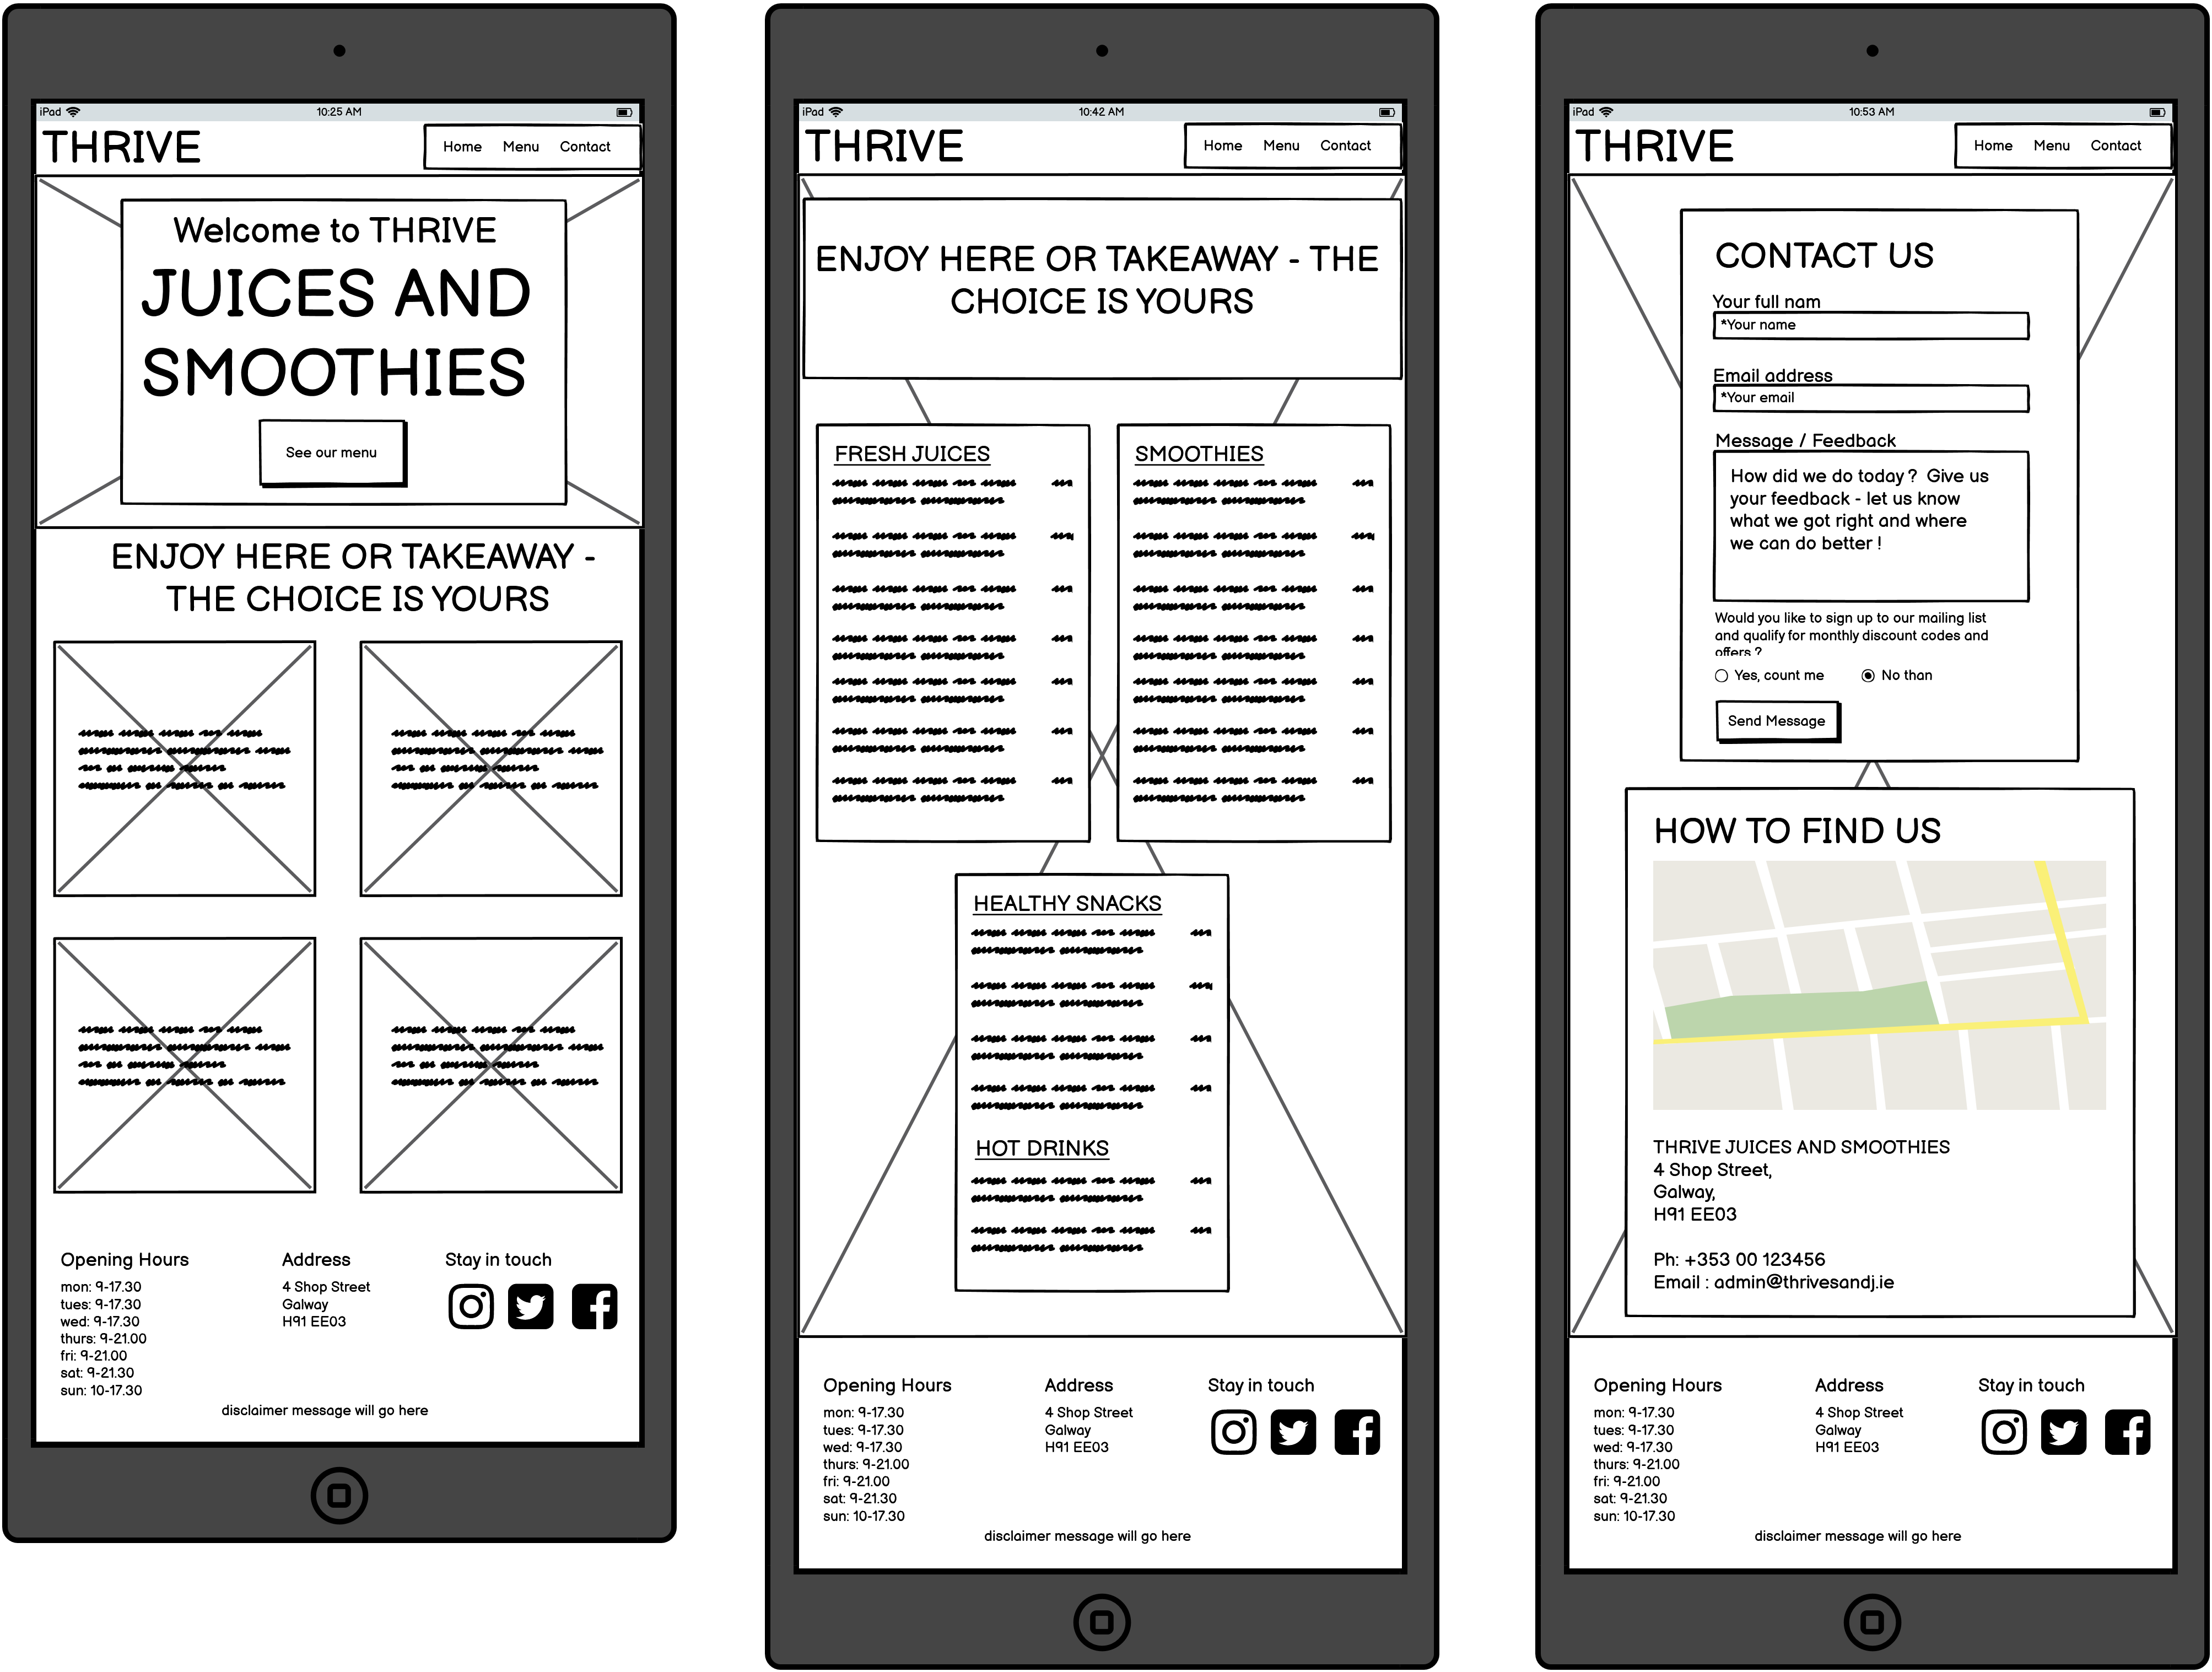 iPad
10:25 AM
THRIVE
Home Menu Contact
Welcome to THRIVE
JUICES AND
SMOOTHIES
See our menu
ENJOY HERE OR TAKEAWAY -
THE CHOICE IS YOURS
Opening Hours
mon: 9-17.30
tues: 9-17.30
wed: 9-17.30
thurs: 9-21.00
fri: 9-21.00
sat: 9-21.30
sun: 10-17.30
Address
4 Shop Street
Galway
H91 EE03
Stay in touch
disclaimer message will go here
iPad
10:42 AM
THRIVE
Home Menu Contact
ENJOY HERE OR TAKEAWAY - THE
CHOICE IS YOURS
FRESH JUICES
SMOOTHIES
HEALTHY SNACKS
HOT DRINKS
Opening Hours
mon: 9-17.30
tues: 9-17.30
wed: 9-17.30
thurs: 9-21.00
fri: 9-21.00
sat: 9-21.30
sun: 10-17.30
Address
4 Shop Street
Galway
H91 EE03
Stay in touch
disclaimer message will go here
iPad
10:53 AM
THRIVE
Home Menu Contact
CONTACT US
Your full nam
*Your name
Email address
*Your email
Message / Feedback
How did we do today ? Give us
your feedback - let us know
what we got right and where
we can do better !
Would you like to sign up to our mailing list
and qualify for monthly discount codes and
offers ?
Yes, count me
No than
Send Message
HOW TO FIND US
THRIVE JUICES AND SMOOTHIES
4 Shop Street,
Galway,
H91 EE03
Ph: +353 00 123456
Email : admin@thrivesandj.ie
Opening Hours
mon: 9-17.30
tues: 9-17.30
wed: 9-17.30
thurs: 9-21.00
fri: 9-21.00
sat: 9-21.30
sun: 10-17.30
Address
4 Shop Street
Galway
H91 EE03
Stay in touch
disclaimer message will go here